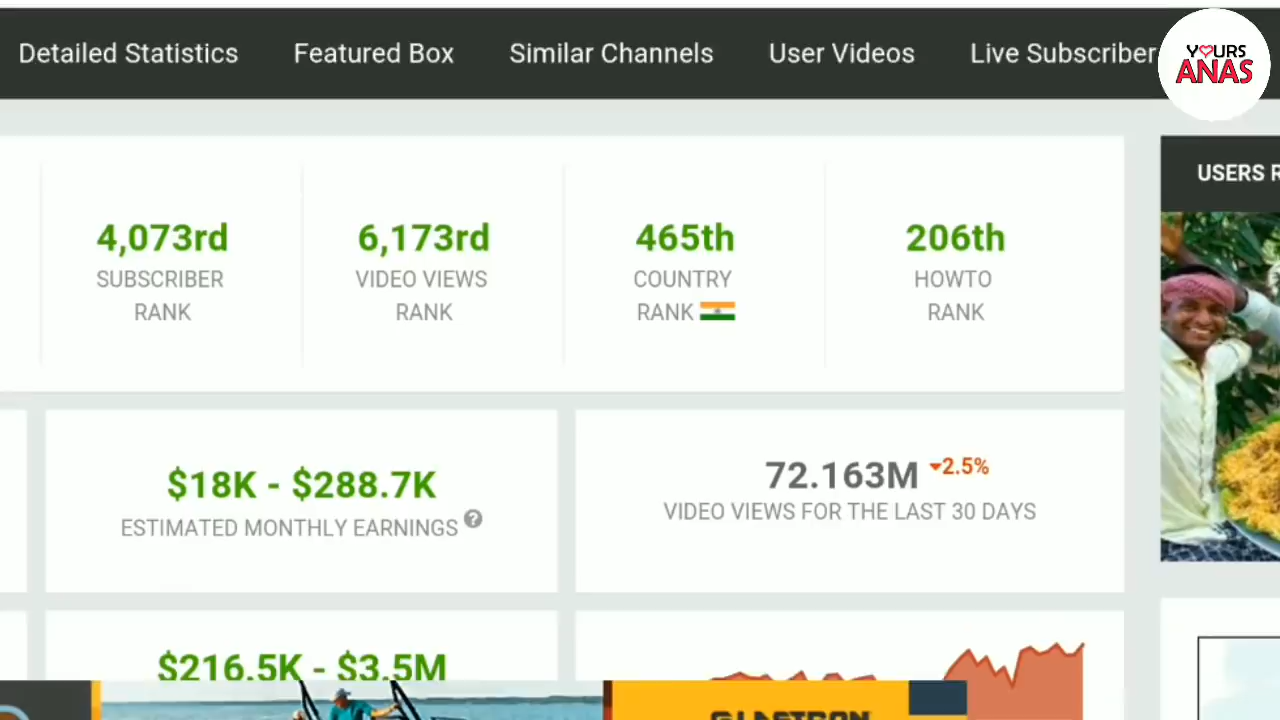 Detailed Statistics
Featured Box
Similar Channels
User Videos
Live Subscriber
YOURS
ANAS
USERS R
4,073rd
SUBSCRIBER
RANK
6,173rd
VIDEO VIEWS
RANK
465th
COUNTRY
RANK
206th
HOWTO
RANK
$18K - $288.7K
ESTIMATED MONTHLY EARNINGS ?
72.163M 2.5%
VIDEO VIEWS FOR THE LAST 30 DAYS
$216.5K - $3.5M